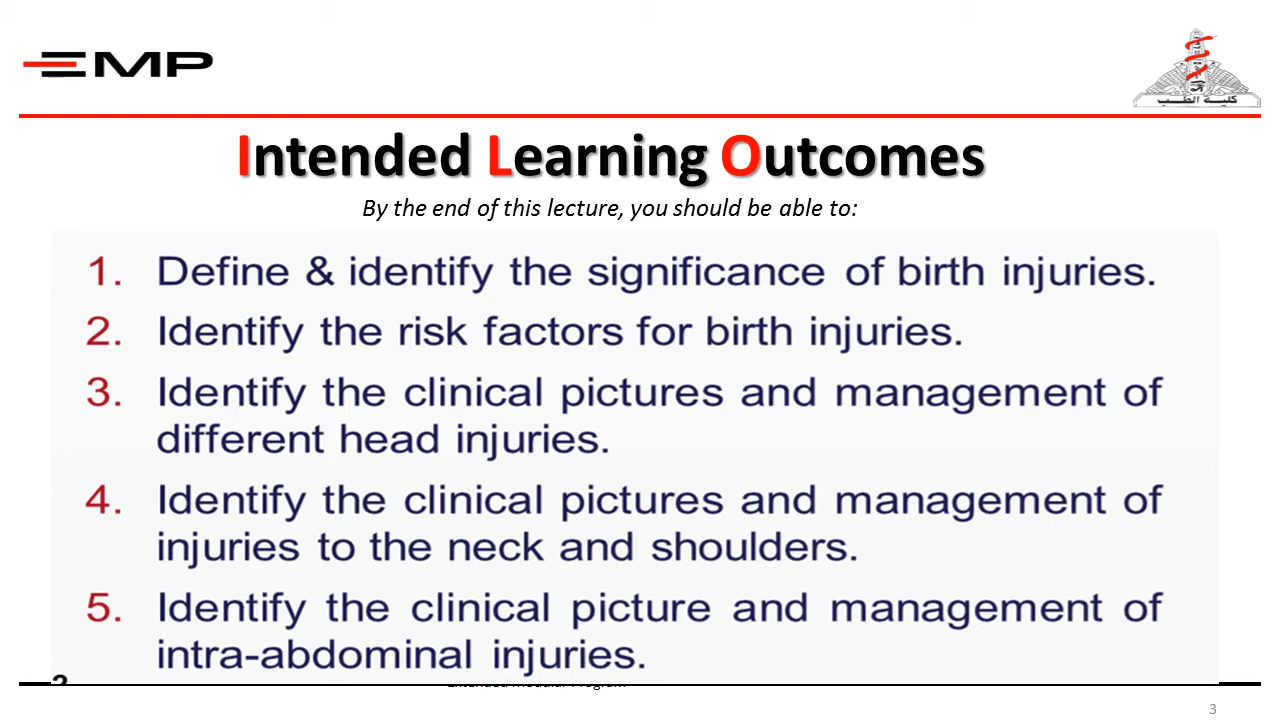 EMP
كلية الطب
Intended Learning Outcomes
By the end of this lecture, you should be able to:
1. Define & identify the significance of birth injuries.
2. Identify the risk factors for birth injuries.
3. Identify the clinical pictures and management of
different head injuries.
4. Identify the clinical pictures and management of
injuries to the neck and shoulders.
5. Identify the clinical picture and management of
intra-abdominal injuries.
3